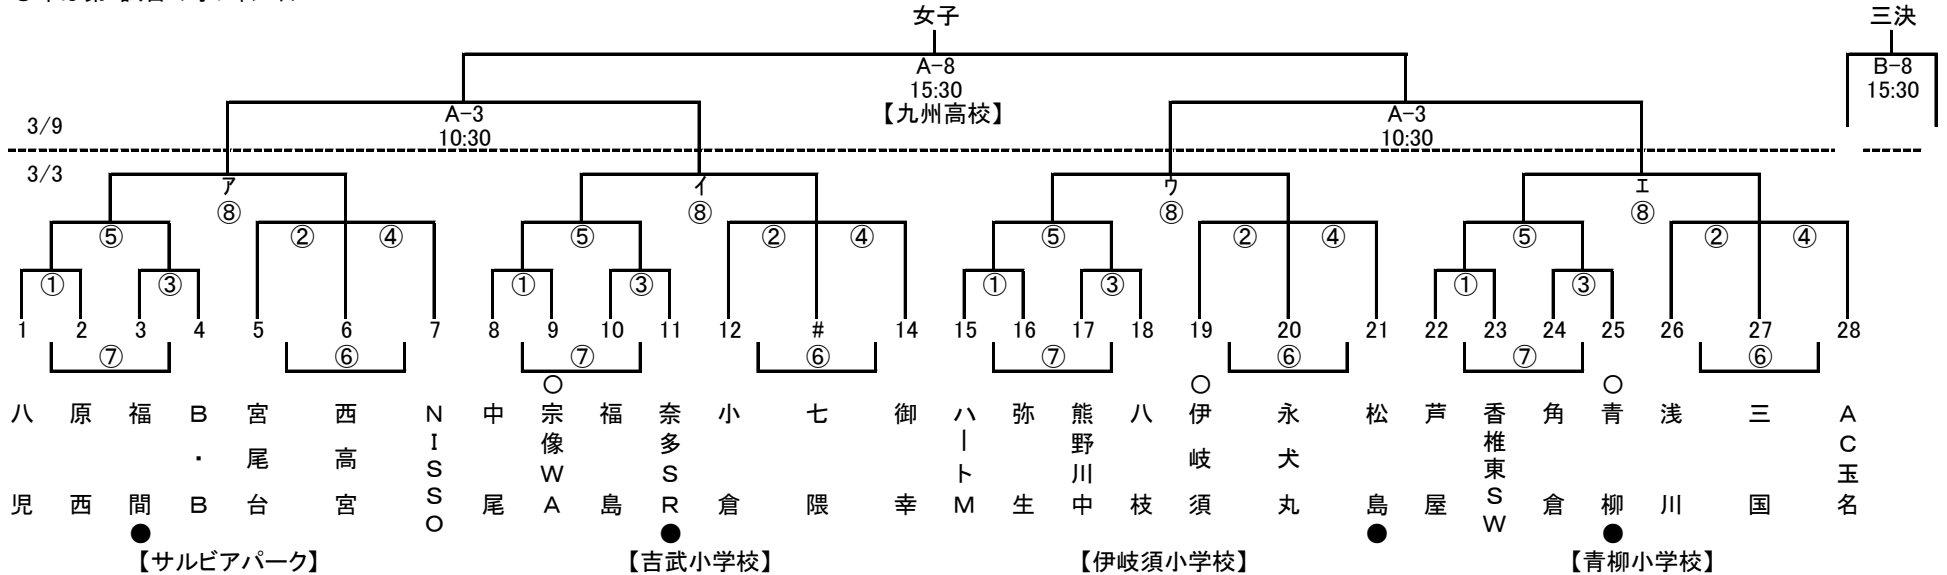 女子
三決
A-8
15:30
【九州高校】
B-8
15:30
A-3
10:30
A-3
10:30
3/9
3/3
ア イ ウ エ
⑧ ⑧ ⑧ ⑧
⑤ ② ④ ⑤ ② ④ ⑤ ② ④ ⑤ ② ④
① ③ ① ③ ① ③ ① ③
1 2 3 4 5 6 7 8 9 10 11 12 # 14 15 16 17 18 19 20 21 22 23 24 25 26 27 28
⑦ ⑥ ⑦ ⑥ ⑦ ⑥ ⑦ ⑥
○ ○ ○
八児
原西
福間
B・B
宮尾台
西高宮
NISSO
中尾
宗像WA
福島
奈多SR
小倉
七隈
御幸
ハートM
弥生
熊野川中
八枝
伊岐須
永犬丸
松島
芦屋
香椎東SW
角倉
青柳
浅川
三国
AC玉名
● ● ● ●
【サルビアパーク】
【吉武小学校】
【伊岐須小学校】
【青柳小学校】